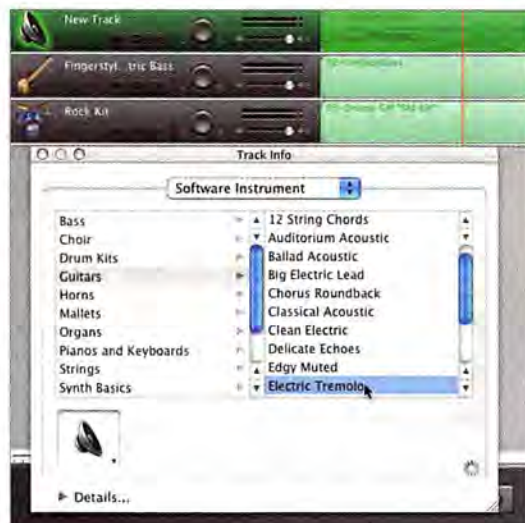 New Track
Fingerstyl...tric Bass
Rock Kit
Track Info
Software Instrument
Bass
Choir
Drum Kits
Guitars
Horns
Mallets
Organs
Pianos and Keyboards
Strings
Synth Basics
12 String Chords
Auditorium Acoustic
Ballad Acoustic
Big Electric Lead
Chorus Roundback
Classical Acoustic
Clean Electric
Delicate Echoes
Edgy Muted
Electric Tremolo
Details...